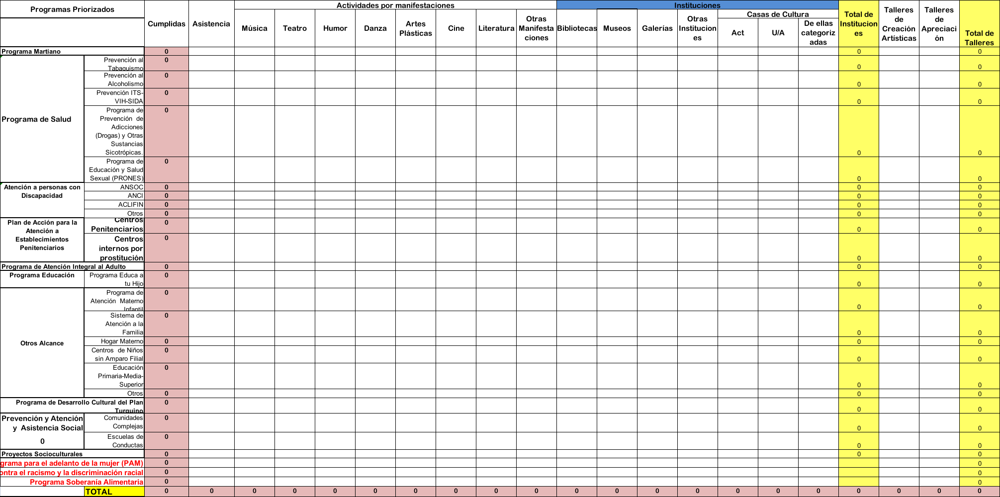 Programas Priorizados
Cumplidas
Asistencia
Actividades por manifestaciones
Música
Teatro
Humor
Danza
Artes
Plásticas
Cine
Literatura
Otras
Manifesta
ciones
Instituciones
Bibliotecas
Museos
Galerías
Otras
Institucion
es
Casas de Cultura
Act
U/A
De ellas
categoriz
adas
Total de
Institucion
es
Talleres
de
Creación
Artísticas
Talleres
de
Apreciaci
ón
Total de
Talleres
Programa Martiano 0 0 0
Programa de Salud
Prevención al
Tabaquismo
0 0 0
Prevención al
Alcoholismo
0 0 0
Prevención ITS-
VIH-SIDA
0 0 0
Programa de
Prevención de
Adicciones
(Drogas) y Otras
Sustancias
Sicotrópicas.
0 0 0
Programa de
Educación y Salud
Sexual (PRONES)
0 0 0
Atención a personas con
Discapacidad
ANSOC 0 0 0
ANCI 0 0 0
ACLIFIN 0 0 0
Otros 0 0 0
Plan de Acción para la
Atención a
Establecimientos
Penitenciarios
Centros
Penitenciarios
0 0 0
Centros
internos por
prostitución
0 0 0
Programa de Atención Integral al Adulto 0 0 0
Programa Educación
Programa Educa a
tu Hijo
0 0 0
Otros Alcance
Programa de
Atención Materno
Infantil
0 0 0
Sistema de
Atención a la
Familia
0 0 0
Hogar Materno 0 0 0
Centros de Niños
sin Amparo Filial
0 0 0
Educación
Primaria-Media-
Superior
0 0 0
Otros 0 0 0
Programa de Desarrollo Cultural del Plan
Turquino
0 0 0
Prevención y Atención
y Asistencia Social
0
Comunidades
Complejas
0 0 0
Escuelas de
Conductas
0 0 0
Proyectos Socioculturales 0 0 0
grama para el adelanto de la mujer (PAM) 0 0
ontra el racismo y la discriminación racial 0 0
Programa Soberanía Alimentaria 0 0
TOTAL 0 0 0 0 0 0 0 0 0 0 0 0 0 0 0 0 0 0 0 0 0